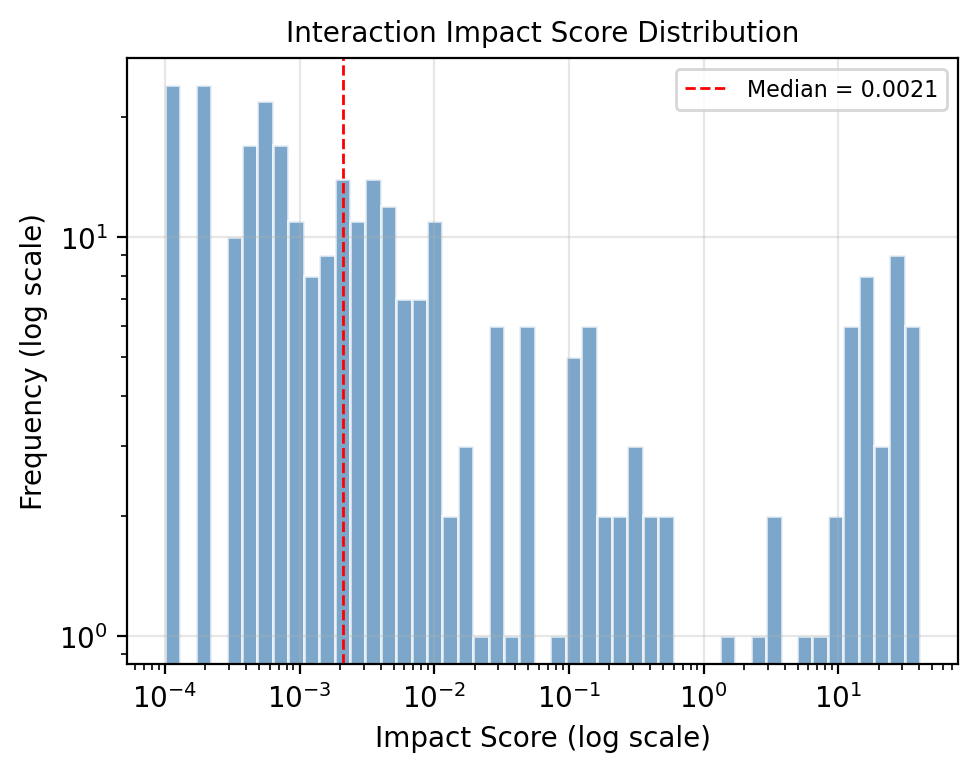 Interaction Impact Score Distribution
Median = 0.0021
Frequency (log scale)
10¹
10⁰
10⁻⁴ 10⁻³ 10⁻² 10⁻¹ 10⁰ 10¹
Impact Score (log scale)